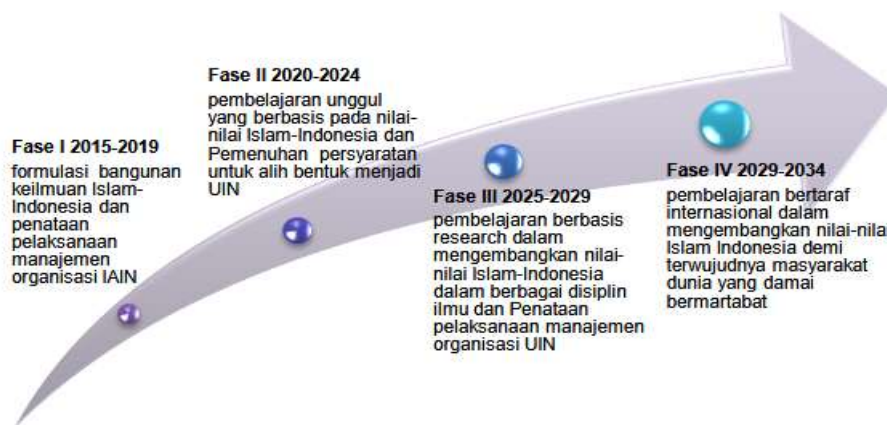 Fase I 2015-2019
formulasi bangunan
keilmuan Islam-
Indonesia dan
penataan
pelaksanaan
manajemen
organisasi IAIN
Fase II 2020-2024
pembelajaran unggul
yang berbasis pada nilai-
nilai Islam-Indonesia dan
Pemenuhan persyaratan
untuk alih bentuk menjadi
UIN
Fase III 2025-2029
pembelajaran berbasis
research dalam
mengembangkan nilai-
nilai Islam-Indonesia
dalam berbagai disiplin
ilmu dan Penataan
pelaksanaan manajemen
organisasi UIN
Fase IV 2029-2034
pembelajaran bertaraf
internasional dalam
mengembangkan nilai-nilai
Islam Indonesia demi
terwujudnya masyarakat
dunia yang damai
bermartabat